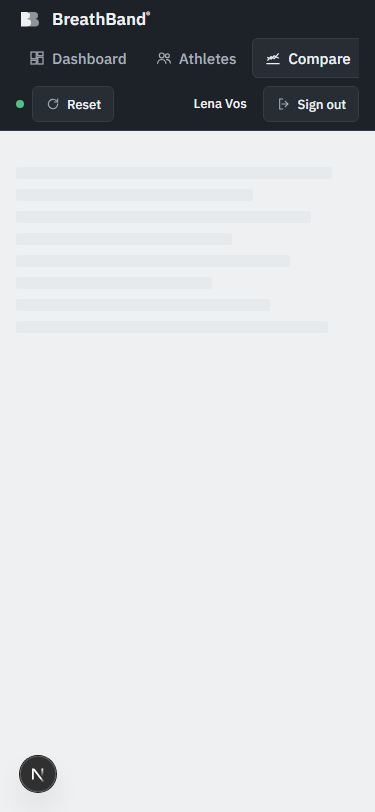 BreathBand®
Dashboard
Athletes
Compare
Reset
Lena Vos
Sign out
N